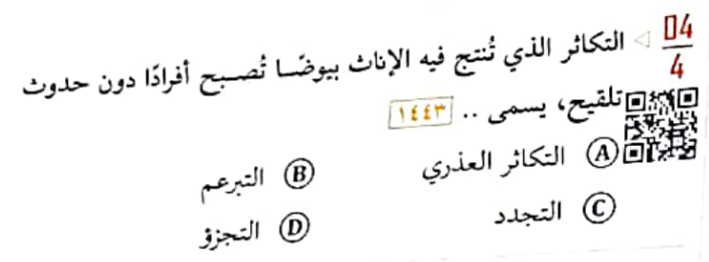 04
4
◁ التكاثر الذي تُنتج فيه الإناث بيوضًا تُصبح أفرادًا دون حدوث
تلقيح، يسمى .. ١٤٤٣
A التكاثر العذري
B التبرعم
C التجدد
D التجزؤ